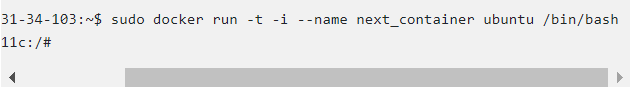 31-34-103:~$ sudo docker run -t -i --name next_container ubuntu /bin/bash
11c:/#